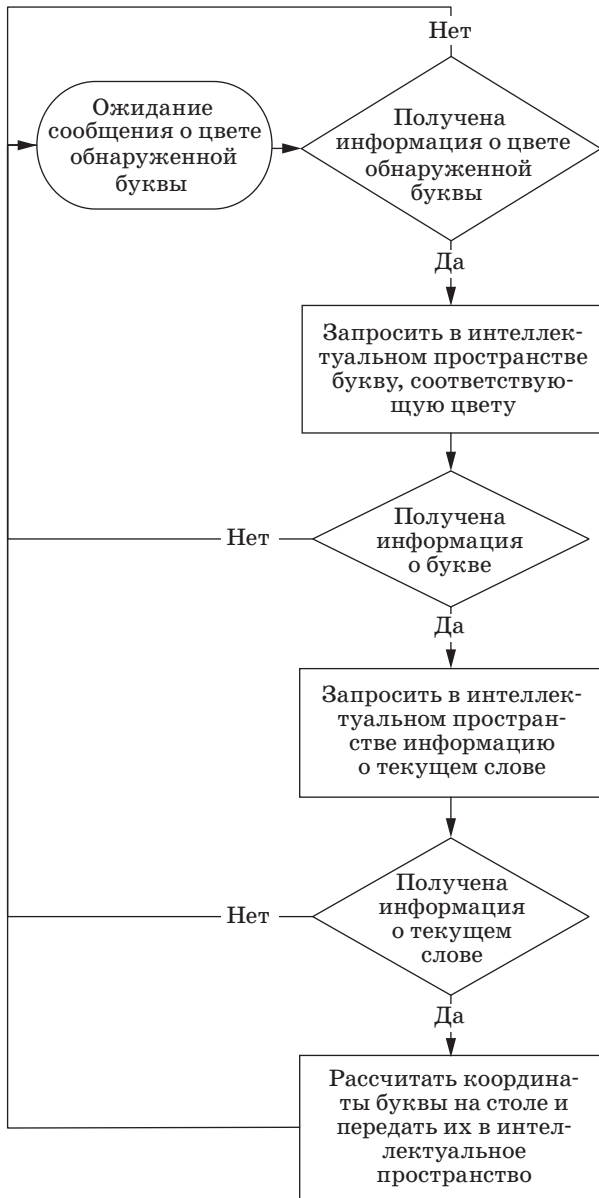 Нет
Ожидание
сообщения о цвете
обнаруженной
буквы
Получена
информация о цвете
обнаруженной
буквы
Да
Запросить в интеллек-
туальном пространстве
букву, соответствую-
щую цвету
Нет
Получена
информация
о букве
Да
Запросить в интеллек-
туальном простран-
стве информацию
о текущем слове
Нет
Получена
информация
о текущем
слове
Да
Рассчитать координа-
ты буквы на столе и
передать их в интел-
лектуальное
пространство